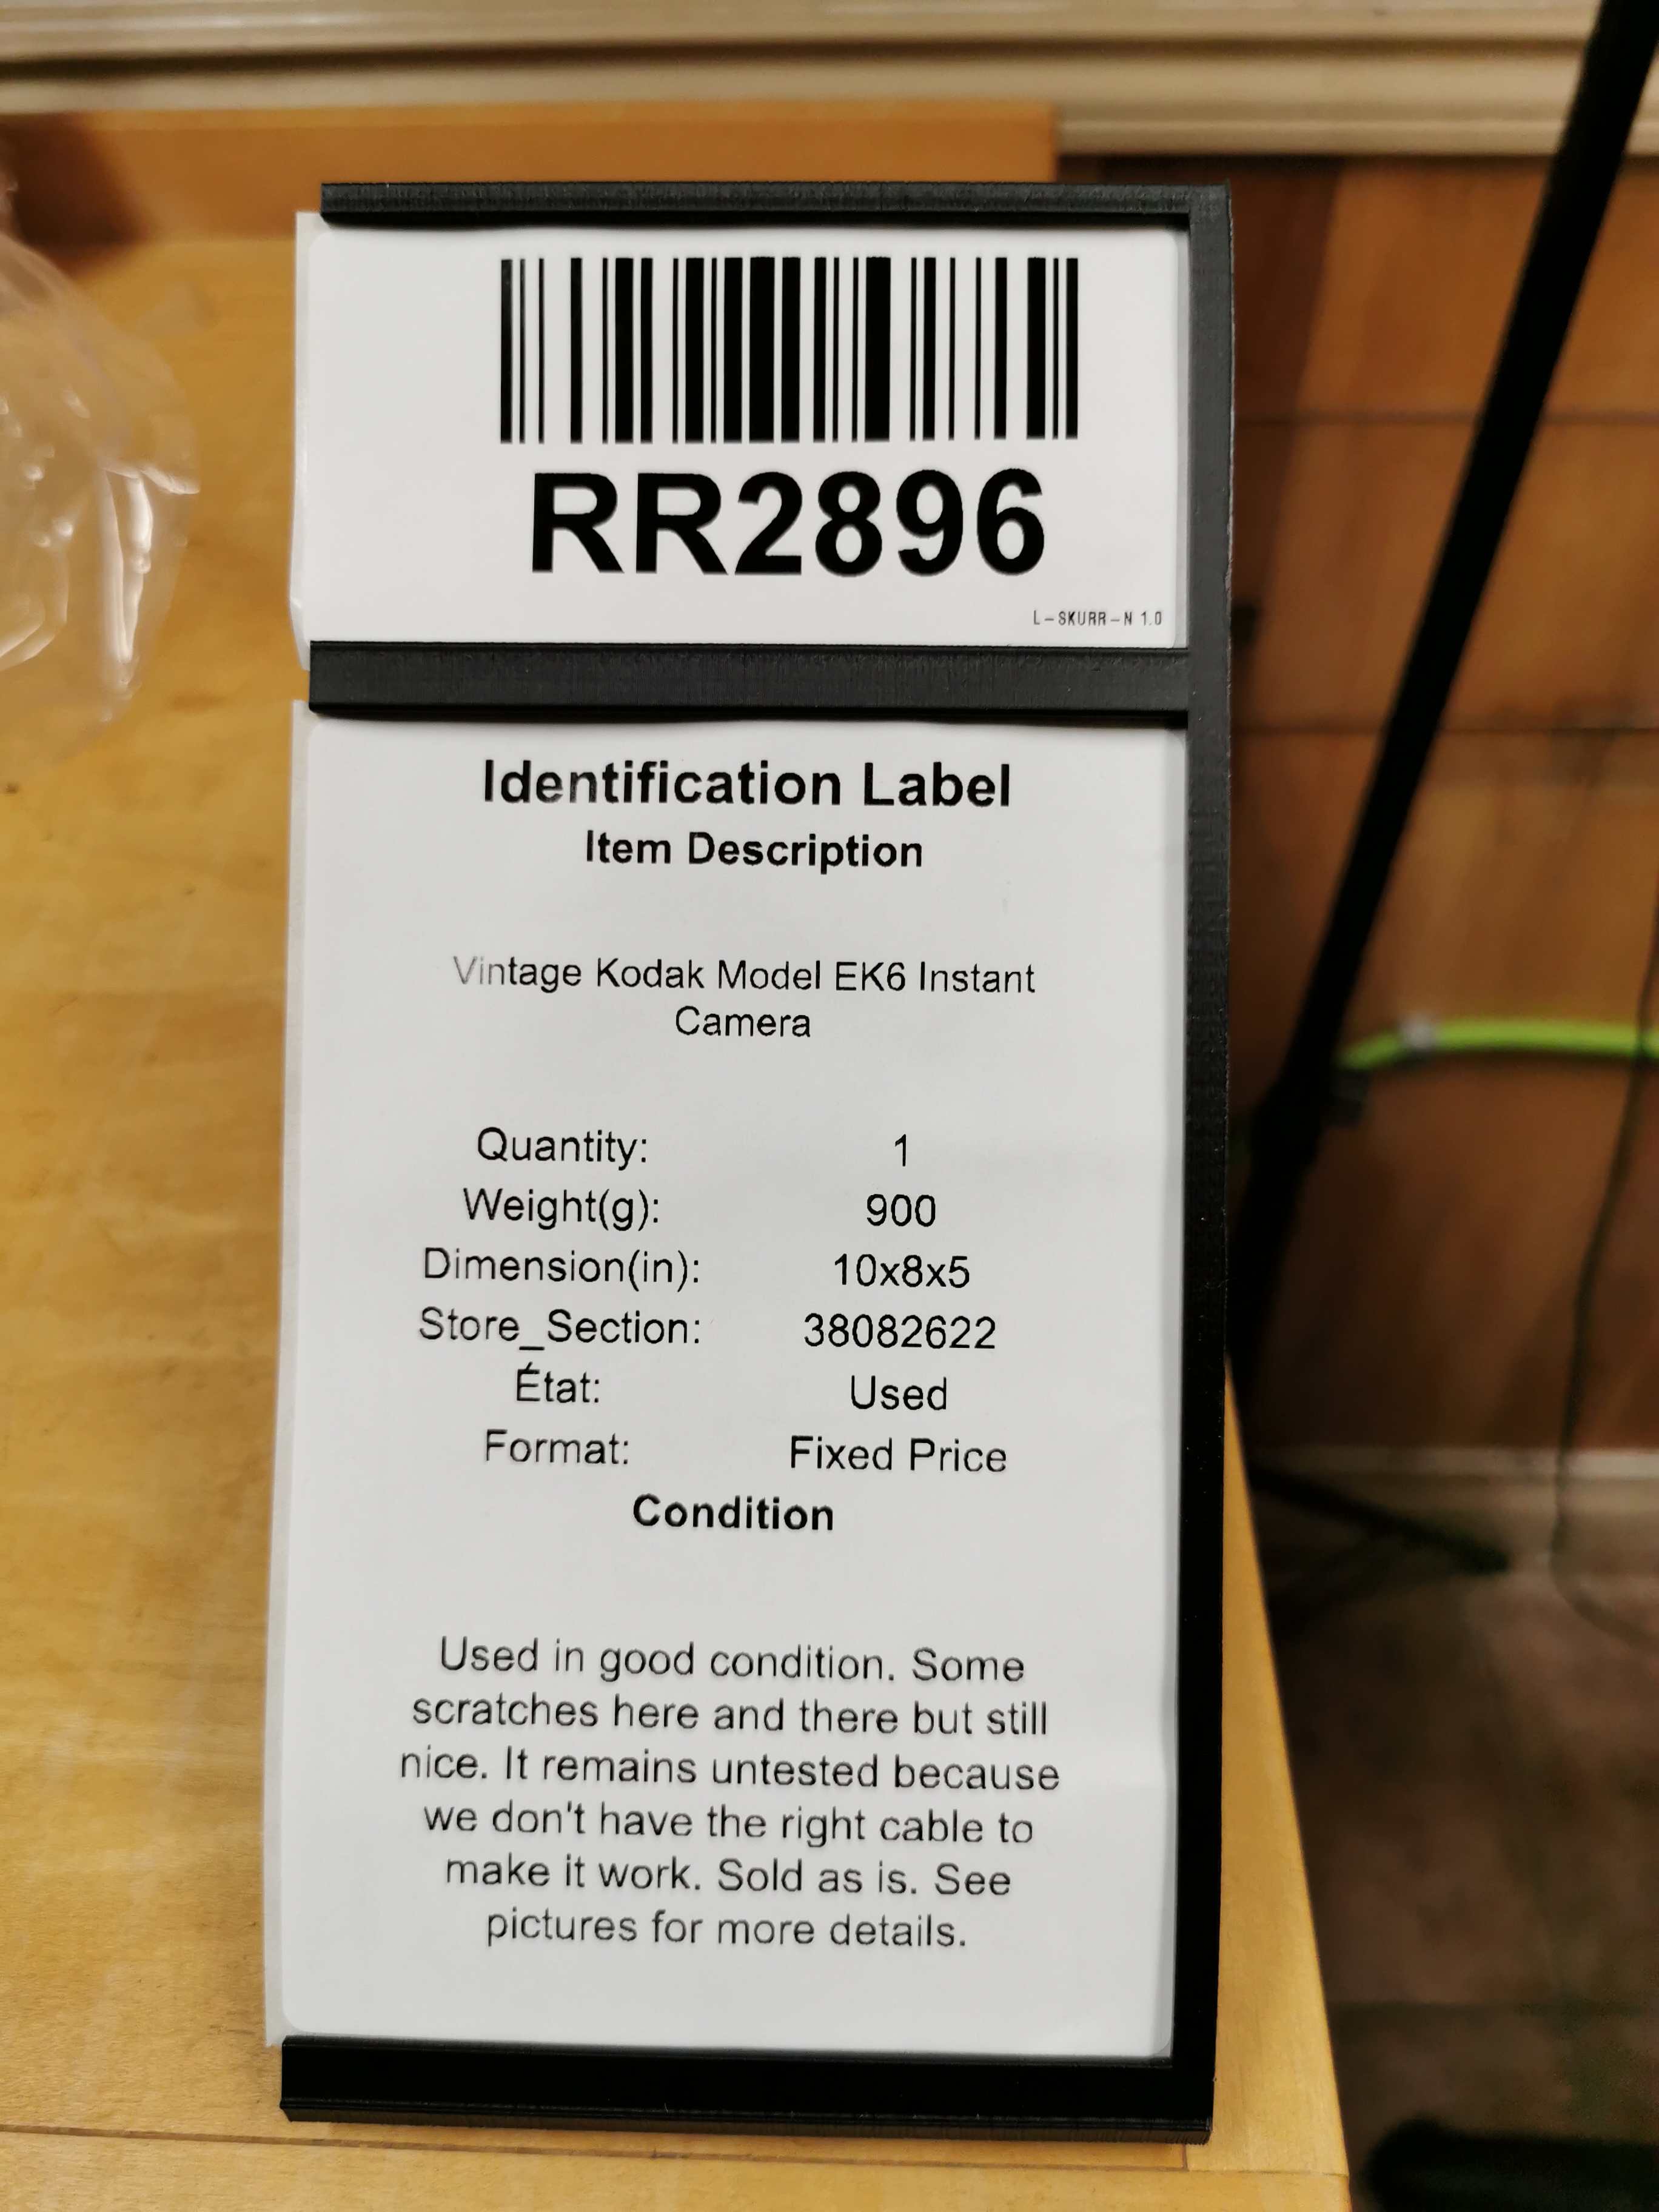 RR2896
L-SKURR-N 1.0
Identification Label
Item Description
Vintage Kodak Model EK6 Instant
Camera
Quantity: 1
Weight(g): 900
Dimension(in): 10x8x5
Store_Section: 38082622
État: Used
Format: Fixed Price
Condition
Used in good condition. Some
scratches here and there but still
nice. It remains untested because
we don't have the right cable to
make it work. Sold as is. See
pictures for more details.